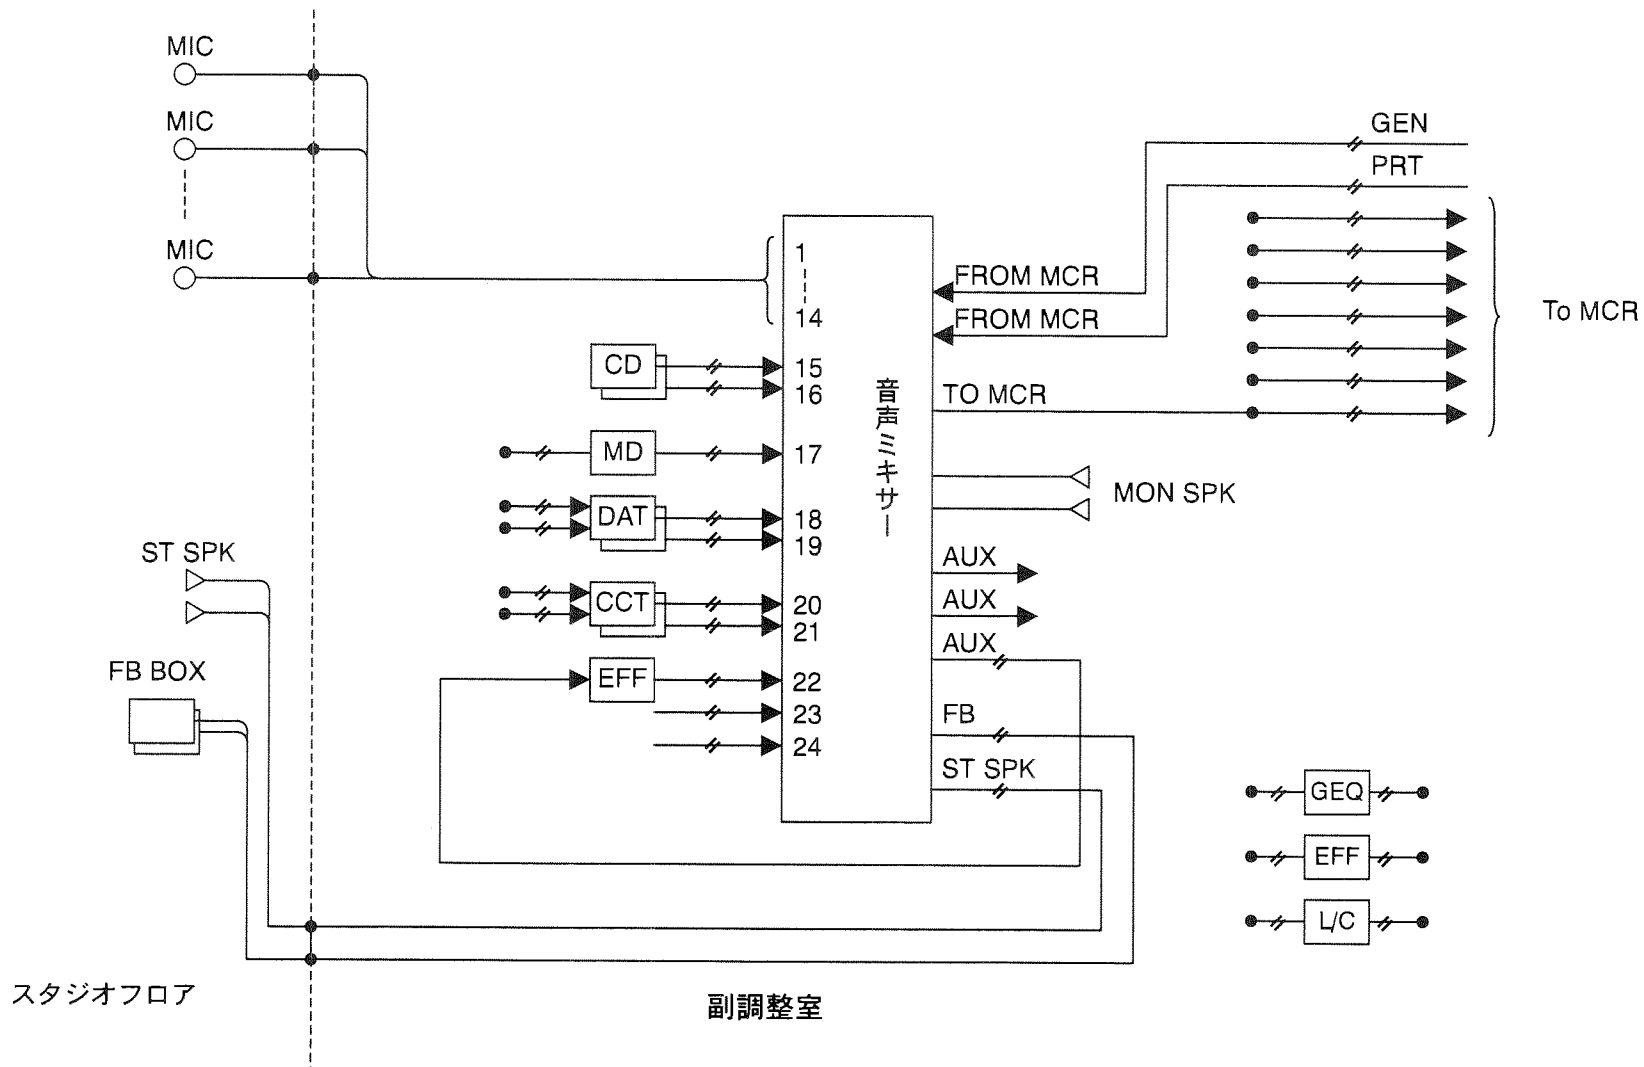 MIC
MIC
MIC
ST SPK
FB BOX
スタジオフロア
CD
MD
DAT
CCT
EFF
1
14
15
16
17
18
19
20
21
22
23
24
音声ミキサー
FROM MCR
FROM MCR
TO MCR
MON SPK
AUX
AUX
AUX
FB
ST SPK
GEN
PRT
To MCR
GEQ
EFF
L/C
副調整室